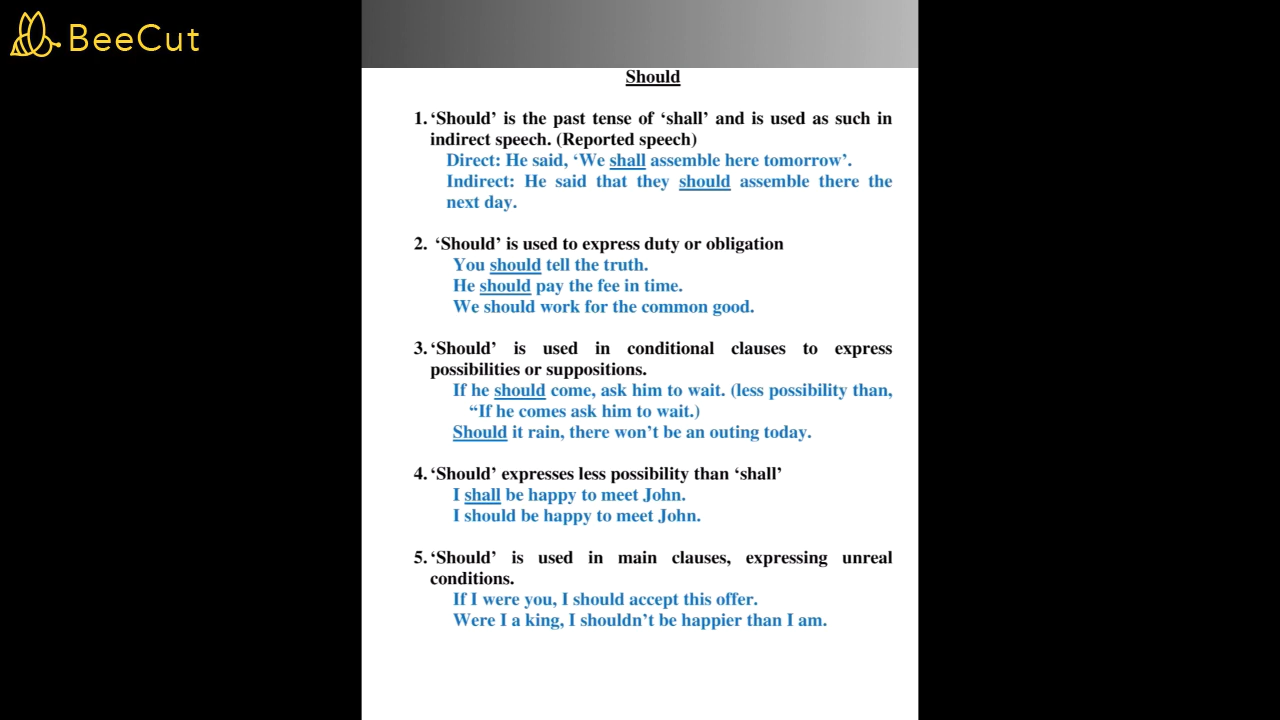 BeeCut
Should
1. ‘Should’ is the past tense of ‘shall’ and is used as such in
indirect speech. (Reported speech)
Direct: He said, ‘We shall assemble here tomorrow’.
Indirect: He said that they should assemble there the
next day.
2. ‘Should’ is used to express duty or obligation
You should tell the truth.
He should pay the fee in time.
We should work for the common good.
3. ‘Should’ is used in conditional clauses to express
possibilities or suppositions.
If he should come, ask him to wait. (less possibility than,
“If he comes ask him to wait.)
Should it rain, there won’t be an outing today.
4. ‘Should’ expresses less possibility than ‘shall’
I shall be happy to meet John.
I should be happy to meet John.
5. ‘Should’ is used in main clauses, expressing unreal
conditions.
If I were you, I should accept this offer.
Were I a king, I shouldn’t be happier than I am.